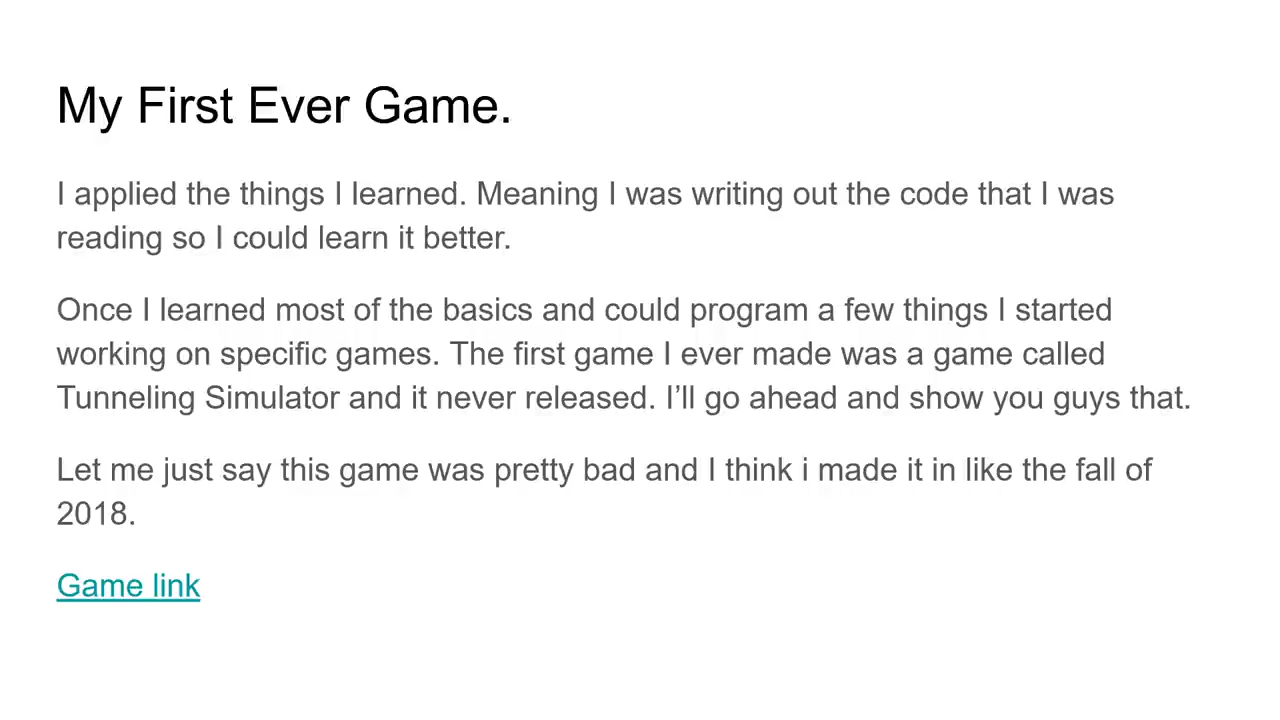 My First Ever Game.
I applied the things I learned. Meaning I was writing out the code that I was
reading so I could learn it better.
Once I learned most of the basics and could program a few things I started
working on specific games. The first game I ever made was a game called
Tunneling Simulator and it never released. I’ll go ahead and show you guys that.
Let me just say this game was pretty bad and I think i made it in like the fall of
2018.
Game link